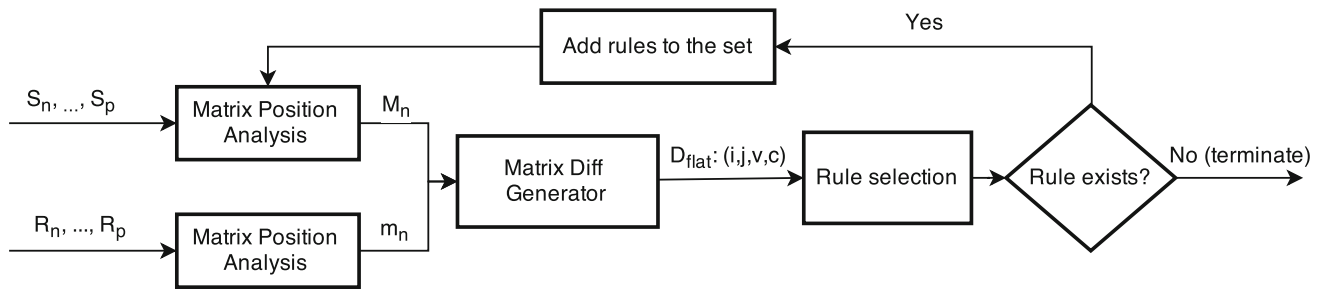 Yes
Add rules to the set
Sn, ..., Sp
Matrix Position
Analysis
Mn
Matrix Diff
Generator
Dflat: (i,j,v,c)
Rule selection
Rule exists?
No (terminate)
Rn, ..., Rp
Matrix Position
Analysis
mn